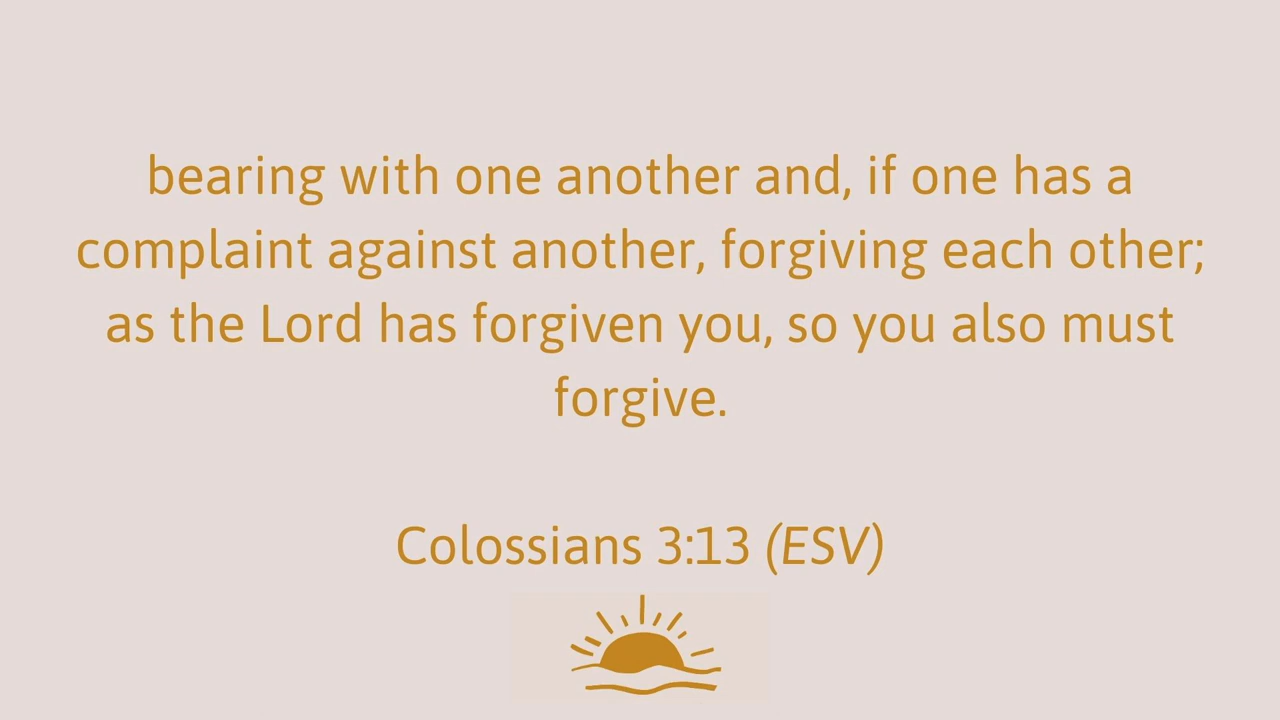 bearing with one another and, if one has a
complaint against another, forgiving each other;
as the Lord has forgiven you, so you also must
forgive.
Colossians 3:13 (ESV)